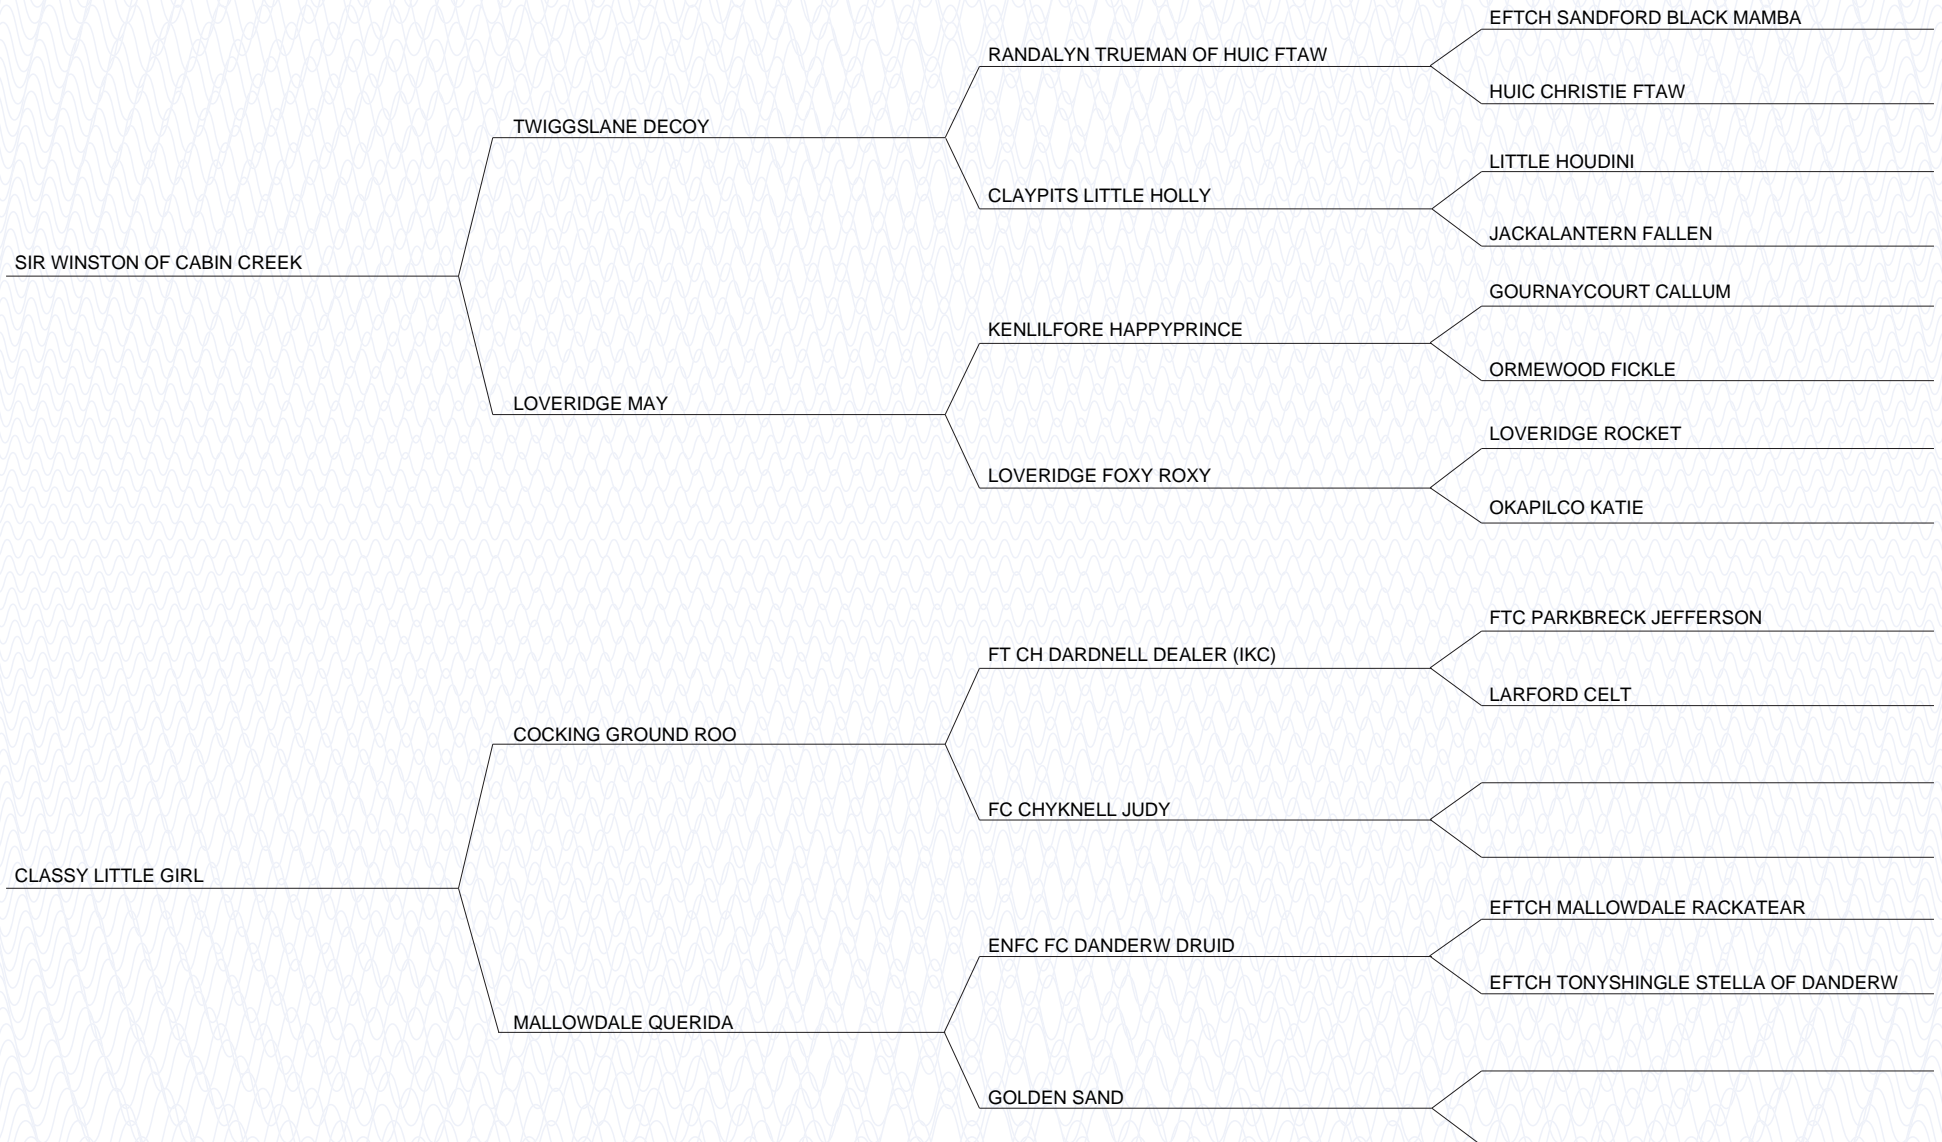 EFTCH SANDFORD BLACK MAMBA
RANDALYN TRUEMAN OF HUIC FTAW
HUIC CHRISTIE FTAW
TWIGGSLANE DECOY
LITTLE HOUDINI
CLAYPITS LITTLE HOLLY
JACKALANTERN FALLEN
SIR WINSTON OF CABIN CREEK
GOURNAYCOURT CALLUM
KENLILFORE HAPPYPRINCE
ORMEWOOD FICKLE
LOVERIDGE MAY
LOVERIDGE ROCKET
LOVERIDGE FOXY ROXY
OKAPILCO KATIE
FTC PARKBRECK JEFFERSON
FT CH DARDNELL DEALER (IKC)
LARFORD CELT
COCKING GROUND ROO
FC CHYKNELL JUDY
CLASSY LITTLE GIRL
EFTCH MALLOWDALE RACKATEAR
ENFC FC DANDERW DRUID
EFTCH TONYSHINGLE STELLA OF DANDERW
MALLOWDALE QUERIDA
GOLDEN SAND